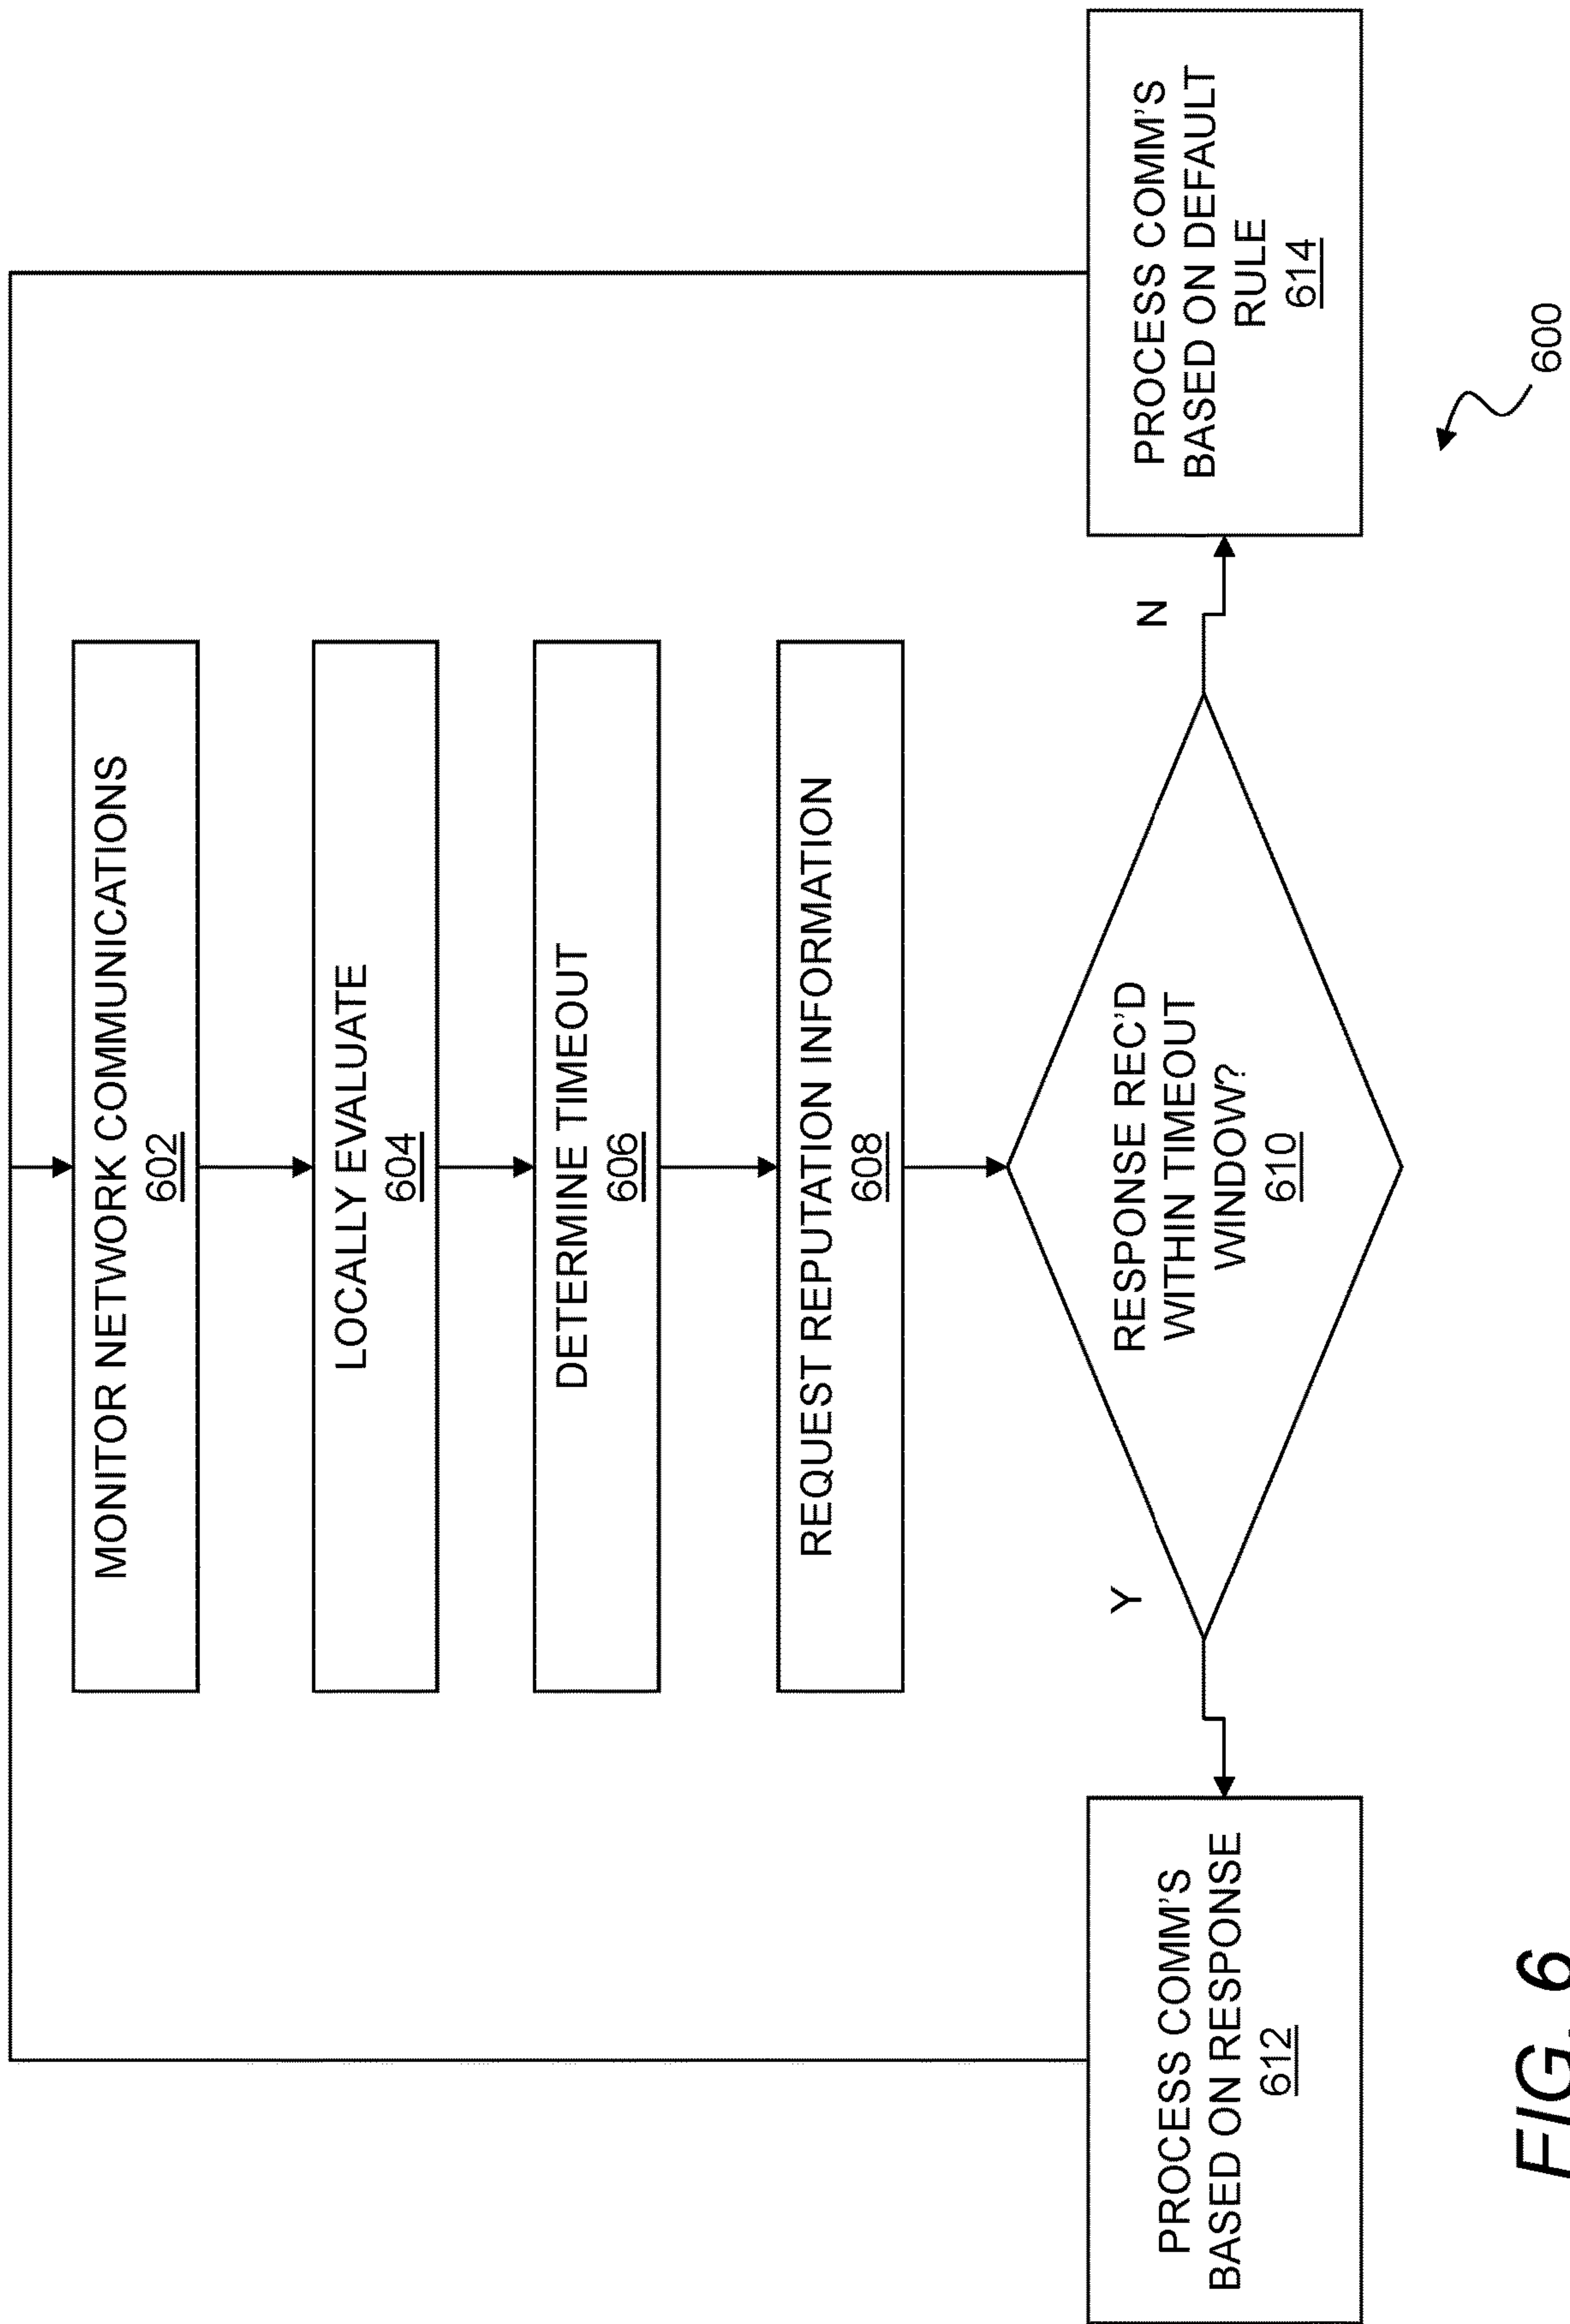 MONITOR NETWORK COMMUNICATIONS
602
LOCALLY EVALUATE
604
DETERMINE TIMEOUT
606
REQUEST REPUTATION INFORMATION
608
RESPONSE REC'D
WITHIN TIMEOUT
WINDOW?
610
Y
N
PROCESS COMM'S
BASED ON RESPONSE
612
PROCESS COMM'S
BASED ON DEFAULT
RULE
614
600
FIG. 6